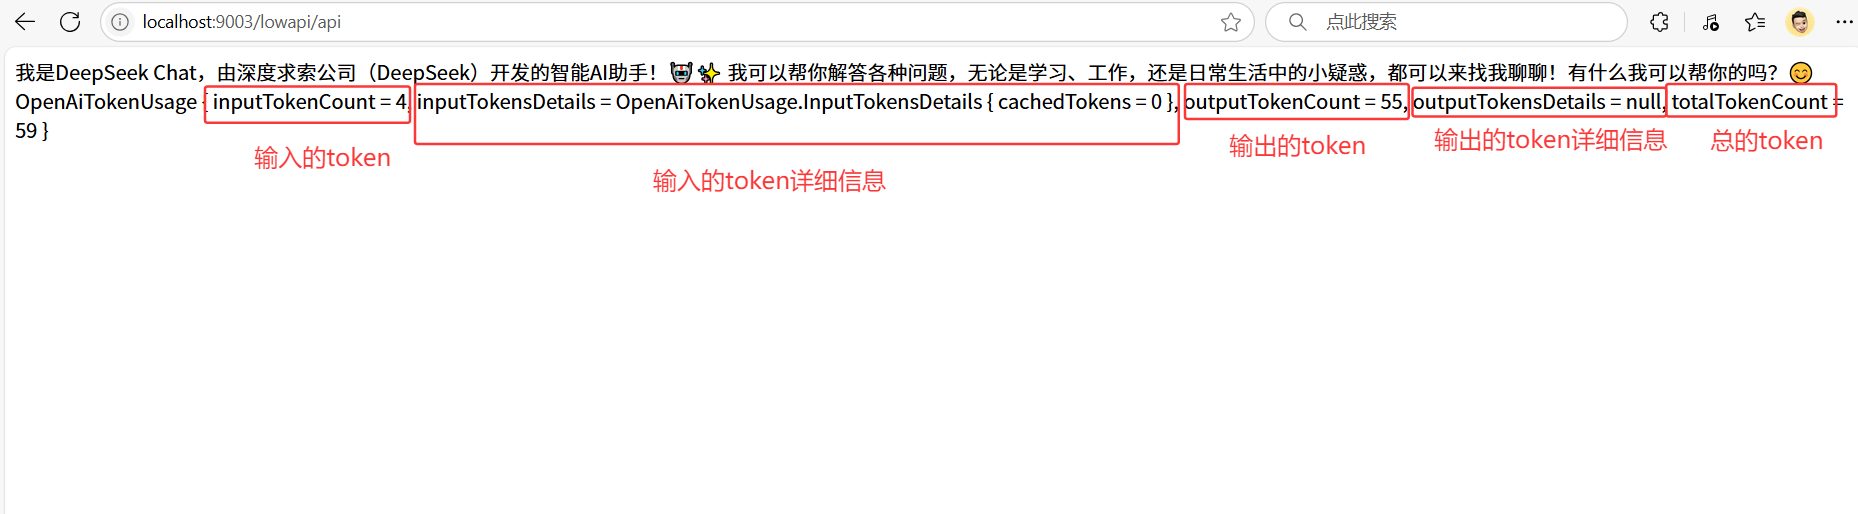 localhost:9003/lowapi/api
点此搜索
我是DeepSeek Chat，由深度求索公司（DeepSeek）开发的智能AI助手！🤖✨ 我可以帮你解答各种问题，无论是学习、工作，还是日常生活中的小疑惑，都可以来找我聊聊！有什么我可以帮你的吗？😊
OpenAiTokenUsage { inputTokenCount = 4, inputTokensDetails = OpenAiTokenUsage.InputTokensDetails { cachedTokens = 0 }, outputTokenCount = 55, outputTokensDetails = null, totalTokenCount =
59 }
输入的token
输入的token详细信息
输出的token
输出的token详细信息
总的token